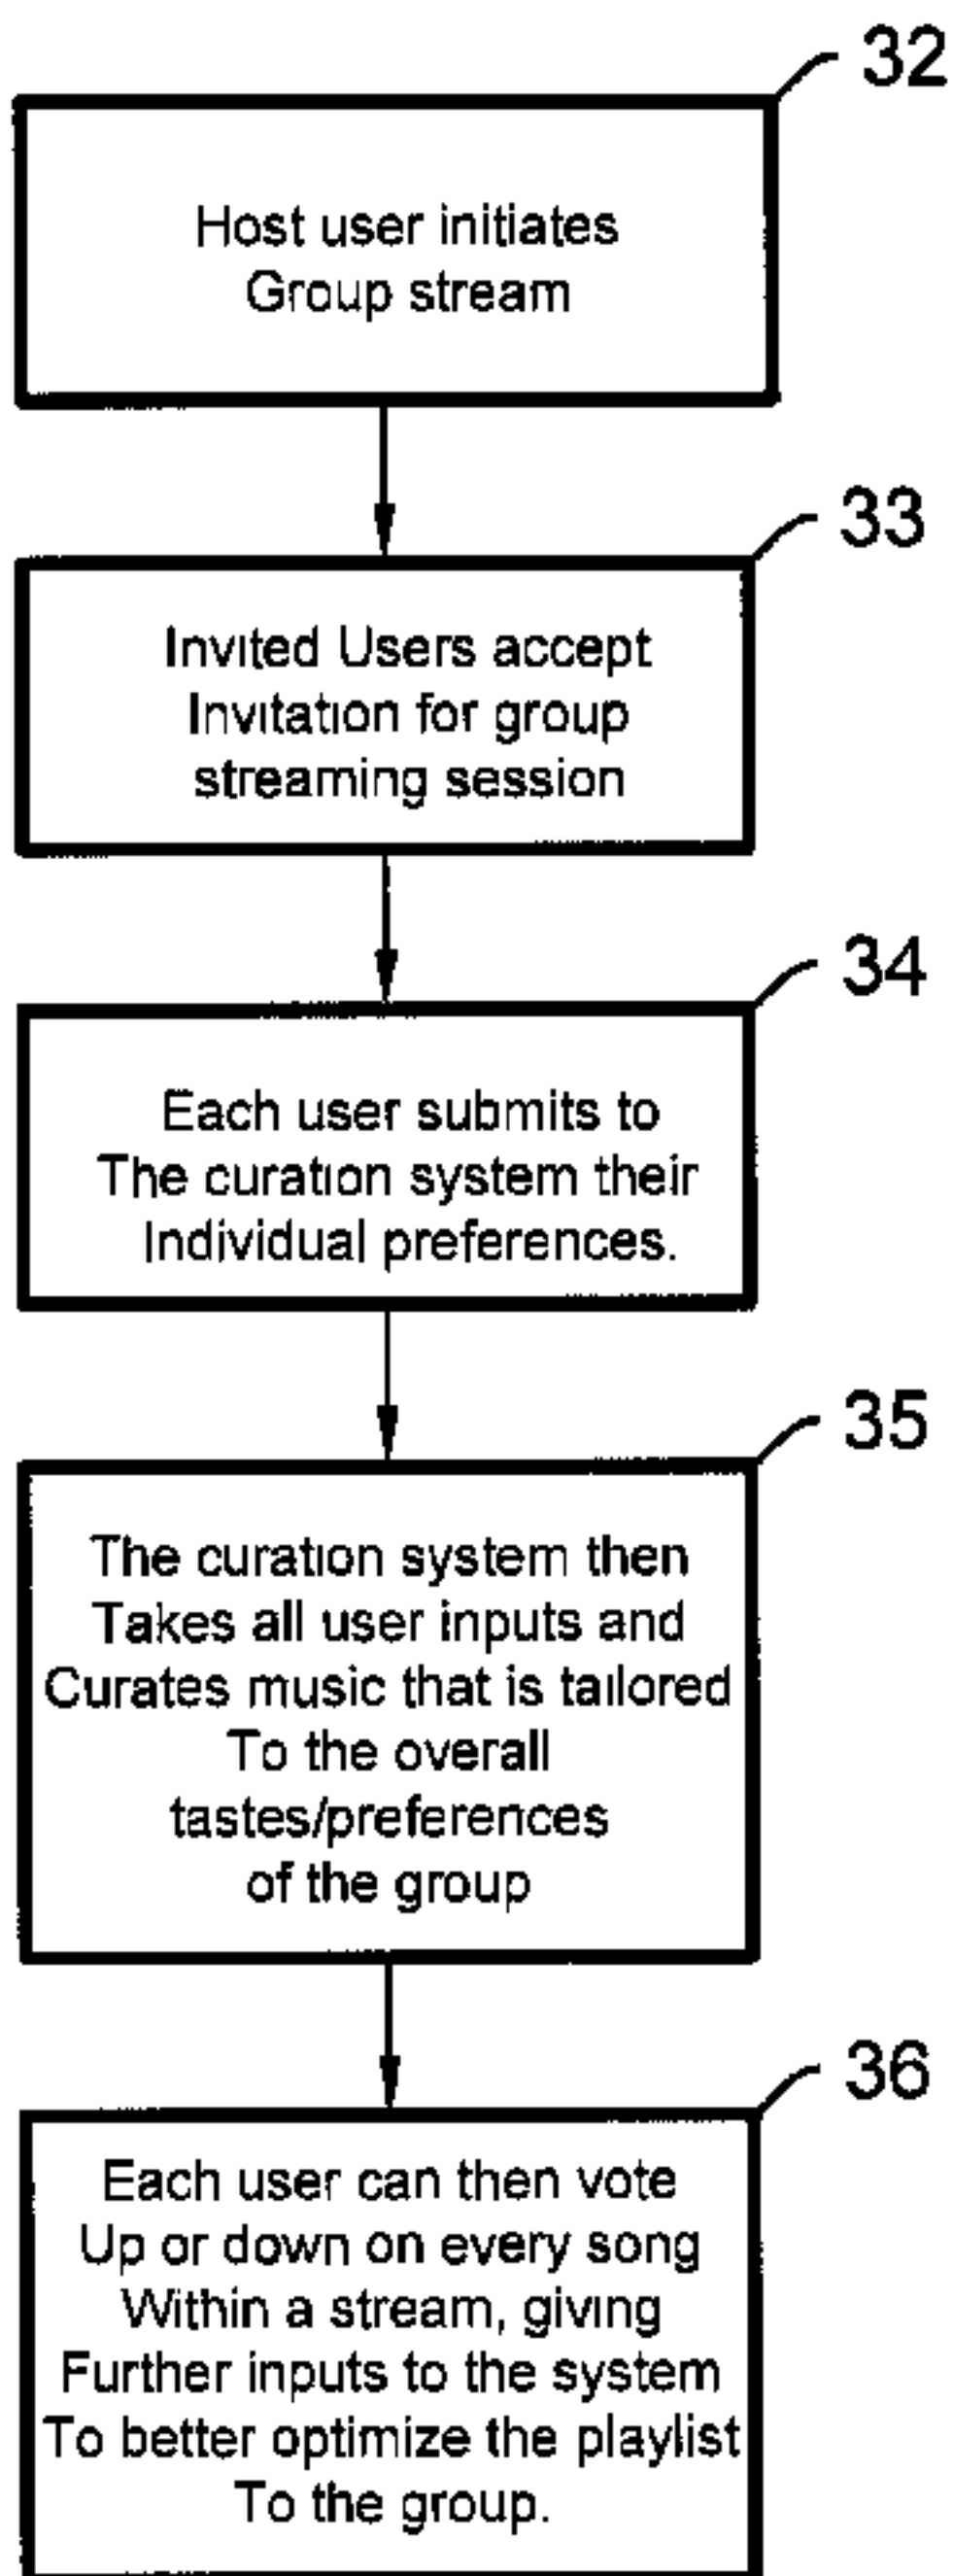 32
Host user initiates
Group stream
33
Invited Users accept
Invitation for group
streaming session
34
Each user submits to
The curation system their
Individual preferences.
35
The curation system then
Takes all user inputs and
Curates music that is tailored
To the overall
tastes/preferences
of the group
36
Each user can then vote
Up or down on every song
Within a stream, giving
Further inputs to the system
To better optimize the playlist
To the group.